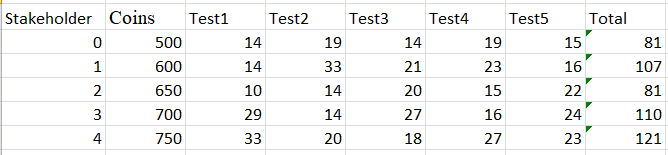 Stakeholder Coins Test1 Test2 Test3 Test4 Test5 Total
0 500 14 19 14 19 15 81
1 600 14 33 21 23 16 107
2 650 10 14 20 15 22 81
3 700 29 14 27 16 24 110
4 750 33 20 18 27 23 121